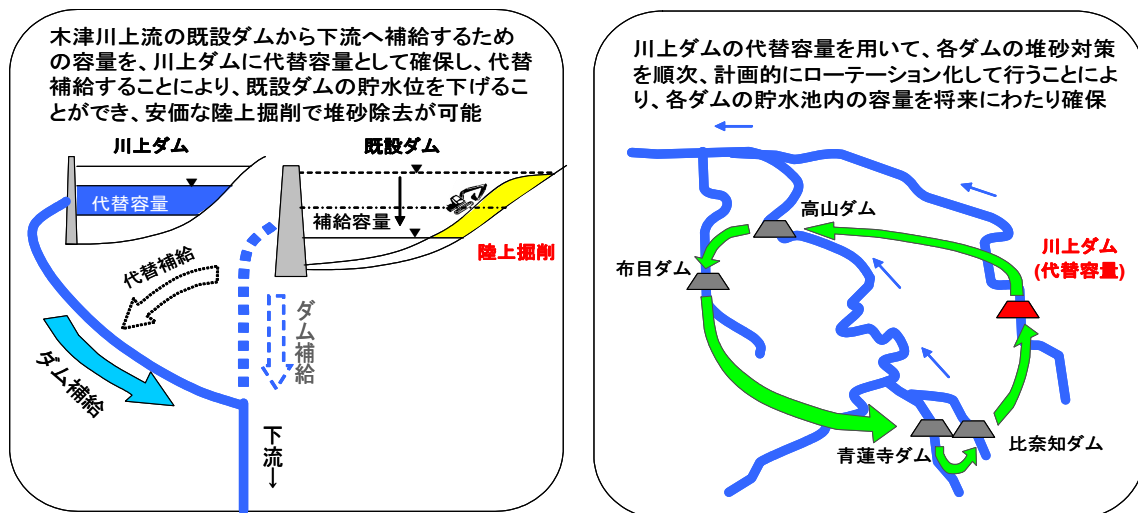 木津川上流の既設ダムから下流へ補給するため
の容量を、川上ダムに代替容量として確保し、代替
補給することにより、既設ダムの貯水位を下げるこ
とができ、安価な陸上掘削で堆砂除去が可能
川上ダム
既設ダム
代替容量
補給容量
陸上掘削
代替補給
ダム補給
ダム補給
下流→
川上ダムの代替容量を用いて、各ダムの堆砂対策
を順次、計画的にローテーション化して行うことによ
り、各ダムの貯水池内の容量を将来にわたり確保
高山ダム
布目ダム
川上ダム
(代替容量)
青蓮寺ダム
比奈知ダム